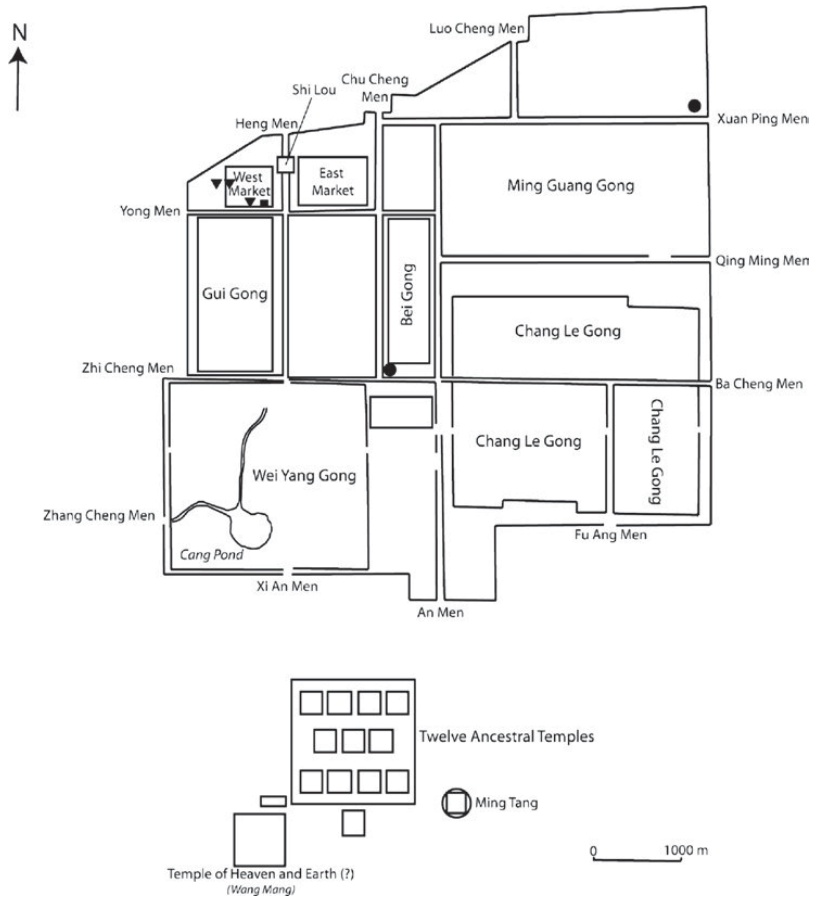 N
Luo Cheng Men
Chu Cheng
Men
Shi Lou
Heng Men
Xuan Ping Men
West
Market
East
Market
Ming Guang Gong
Yong Men
Qing Ming Men
Gui Gong
Bei Gong
Chang Le Gong
Zhi Cheng Men
Ba Cheng Men
Chang Le Gong
Chang Le Gong
Wei Yang Gong
Zhang Cheng Men
Cang Pond
Fu Ang Men
Xi An Men
An Men
Twelve Ancestral Temples
Ming Tang
0 1000 m
Temple of Heaven and Earth (?)
(Wang Mang)